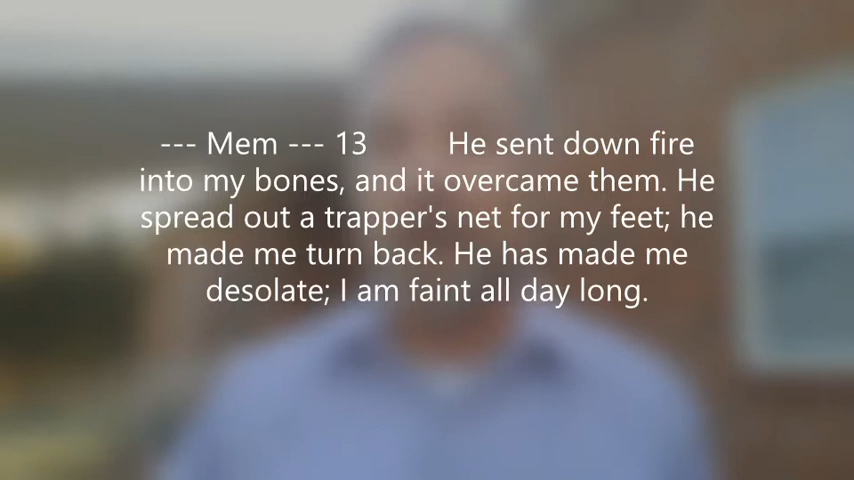 --- Mem --- 13 He sent down fire
into my bones, and it overcame them. He
spread out a trapper's net for my feet; he
made me turn back. He has made me
desolate; I am faint all day long.